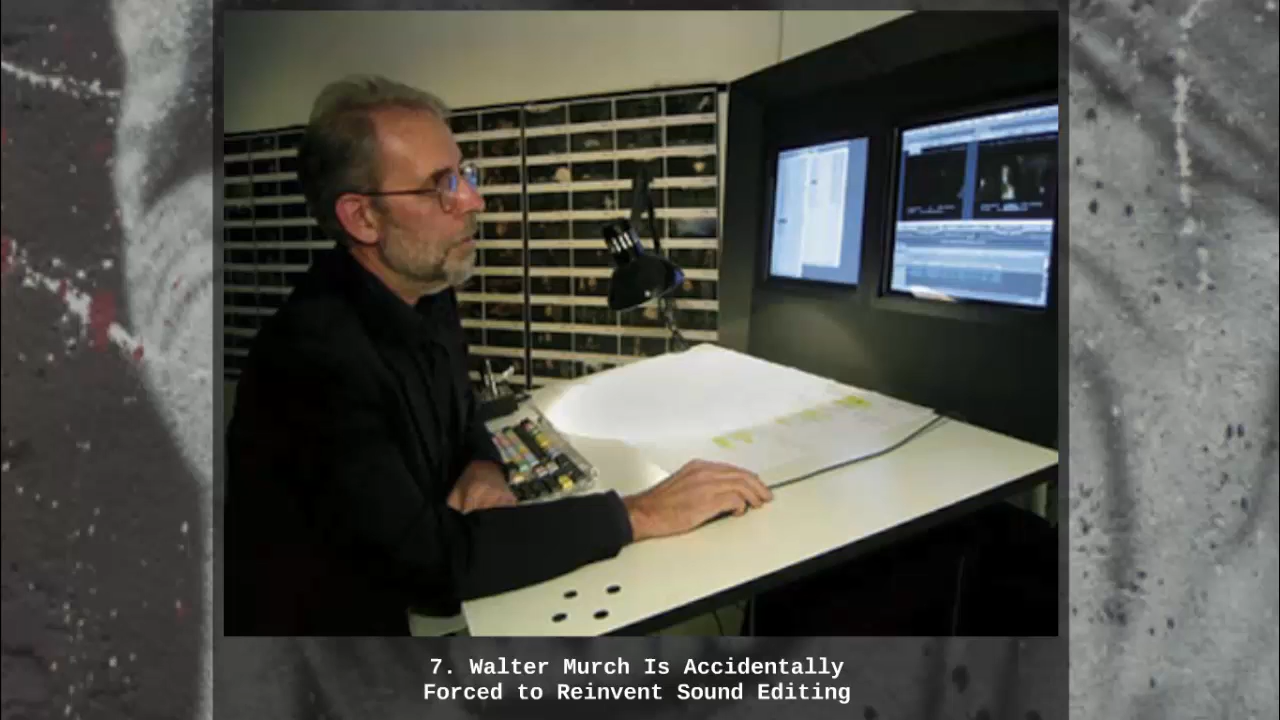 7. Walter Murch Is Accidentally
Forced to Reinvent Sound Editing